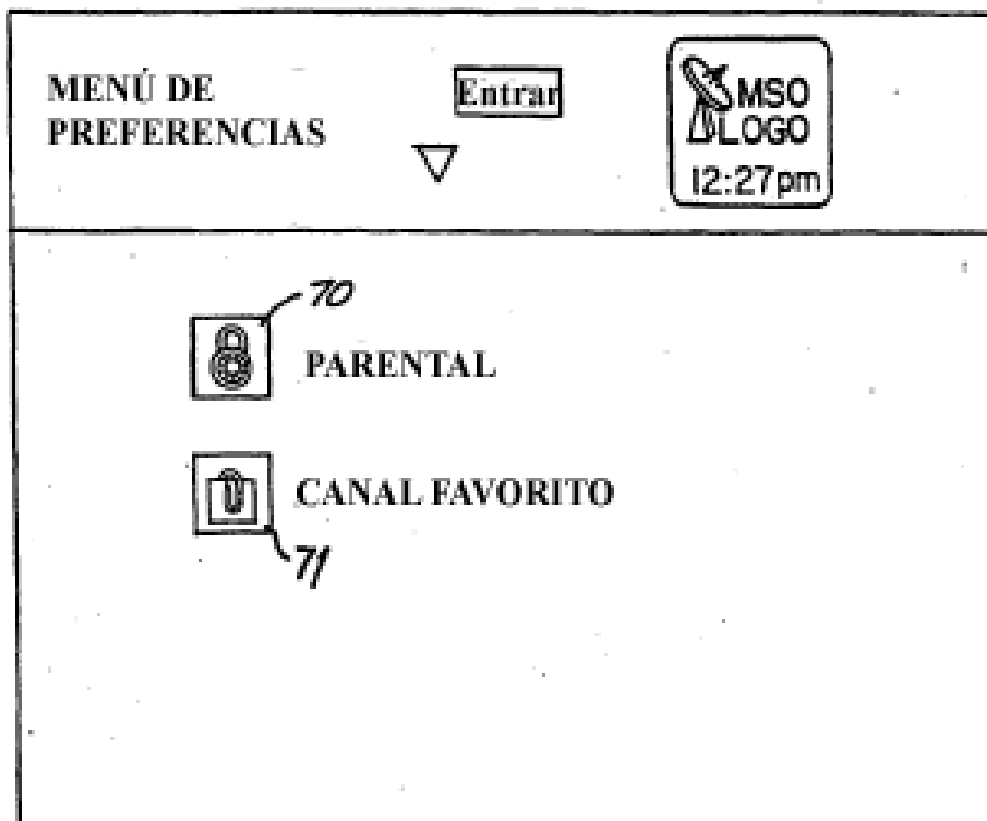 MENÚ DE
PREFERENCIAS
Entrar
MSO
LOGO
12:27pm
70
PARENTAL
CANAL FAVORITO
71